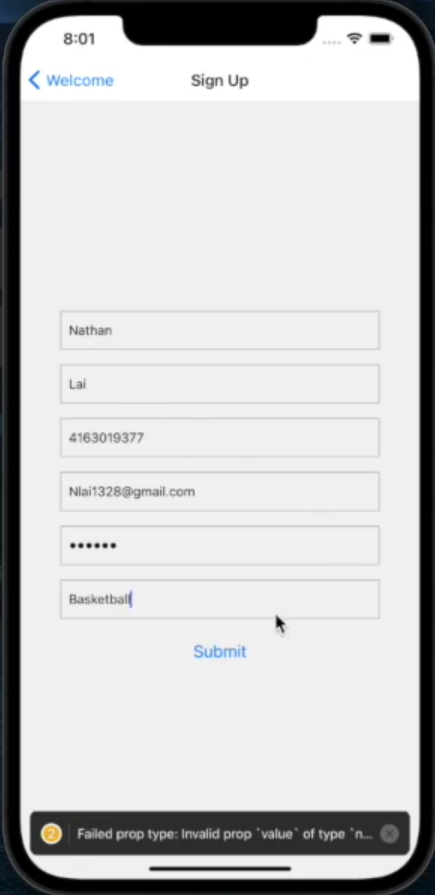 8:01
Welcome
Sign Up
Nathan
Lai
4163019377
Nlai1328@gmail.com
••••••
Basketball
Submit
2 Failed prop type: Invalid prop `value` of type `n...